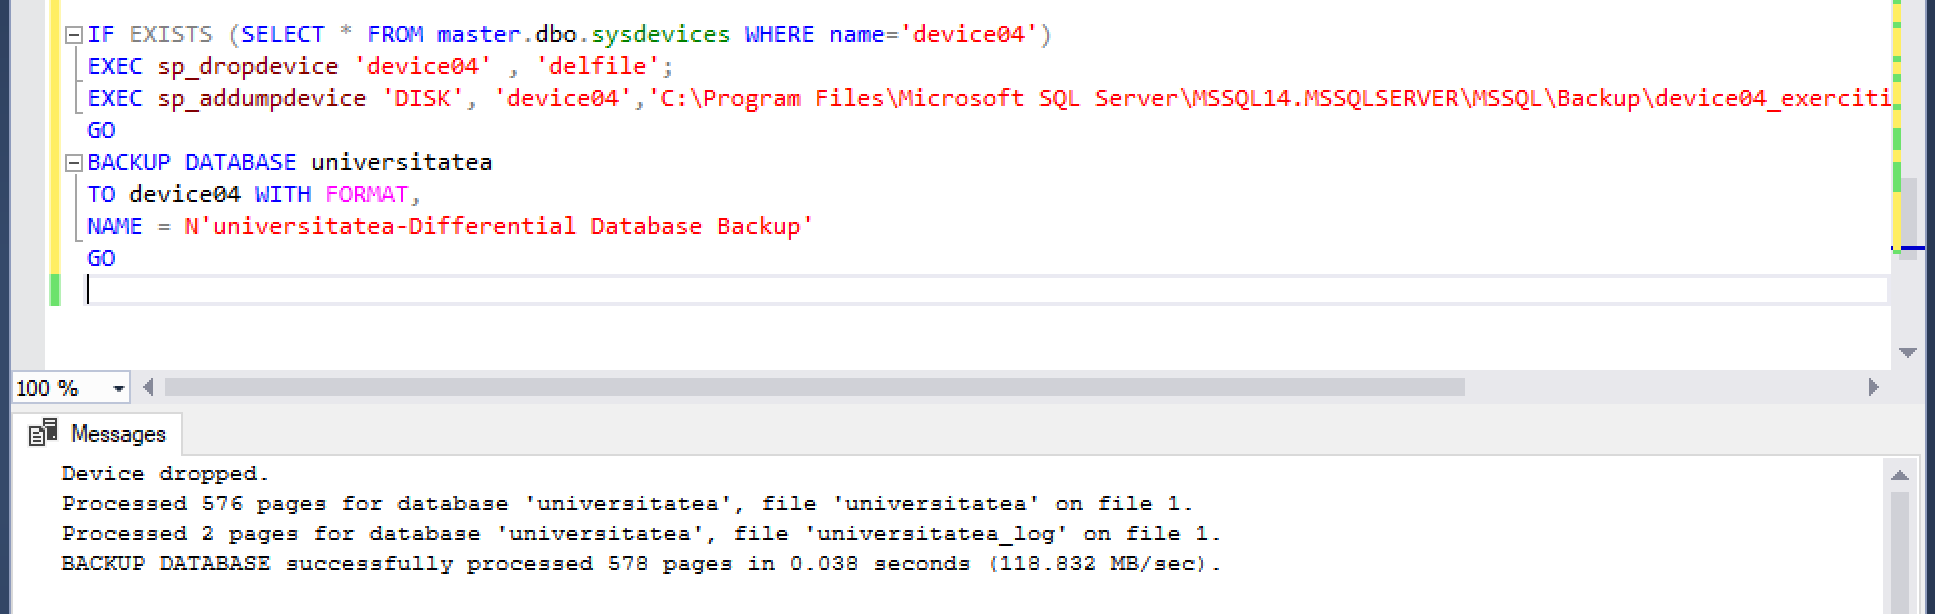 IF EXISTS (SELECT * FROM master.dbo.sysdevices WHERE name='device04')
EXEC sp_dropdevice 'device04' , 'delfile';
EXEC sp_addumpdevice 'DISK', 'device04','C:\Program Files\Microsoft SQL Server\MSSQL14.MSSQLSERVER\MSSQL\Backup\device04_exerciti
GO
BACKUP DATABASE universitatea
TO device04 WITH FORMAT,
NAME = N'universitatea-Differential Database Backup'
GO
100 %
Messages
Device dropped.
Processed 576 pages for database 'universitatea', file 'universitatea' on file 1.
Processed 2 pages for database 'universitatea', file 'universitatea_log' on file 1.
BACKUP DATABASE successfully processed 578 pages in 0.038 seconds (118.832 MB/sec).